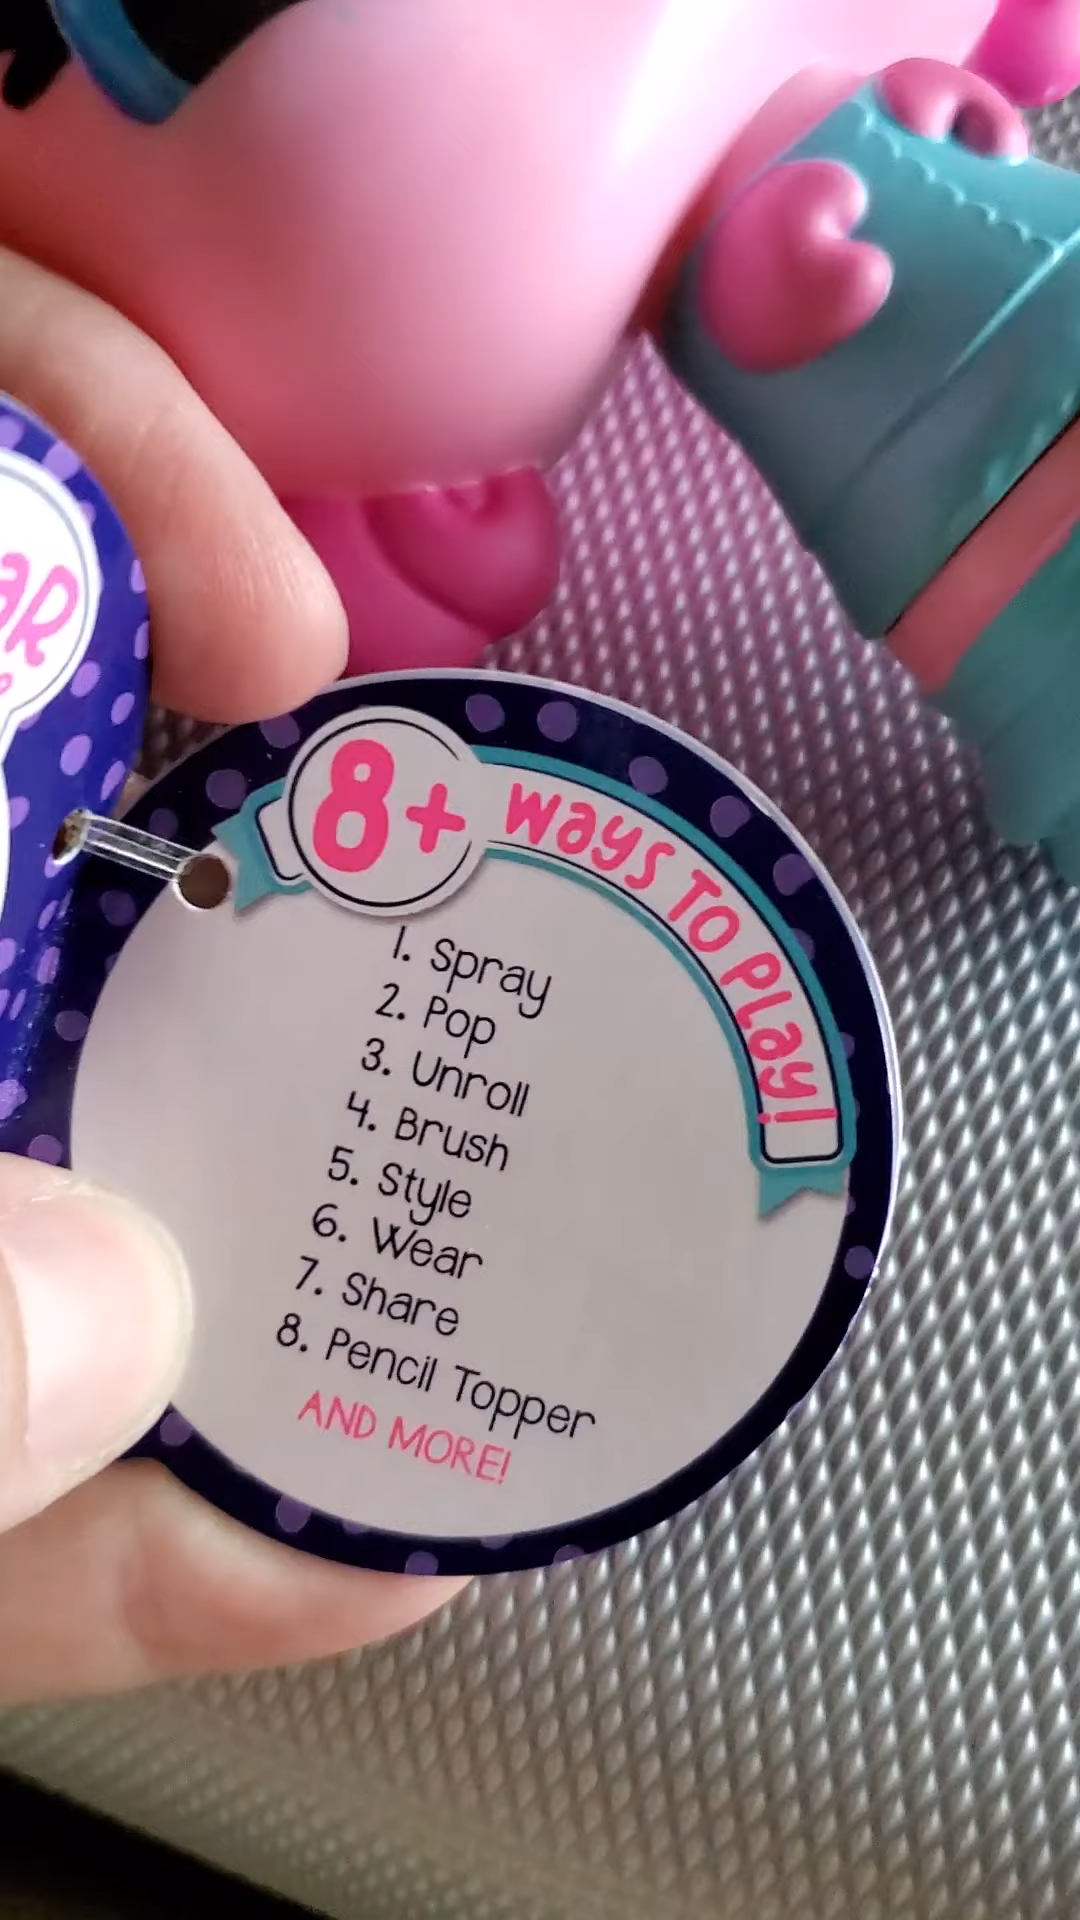 8+ Ways TO Play!
1. Spray
2. Pop
3. Unroll
4. Brush
5. Style
6. Wear
7. Share
8. Pencil Topper
AND MORE!